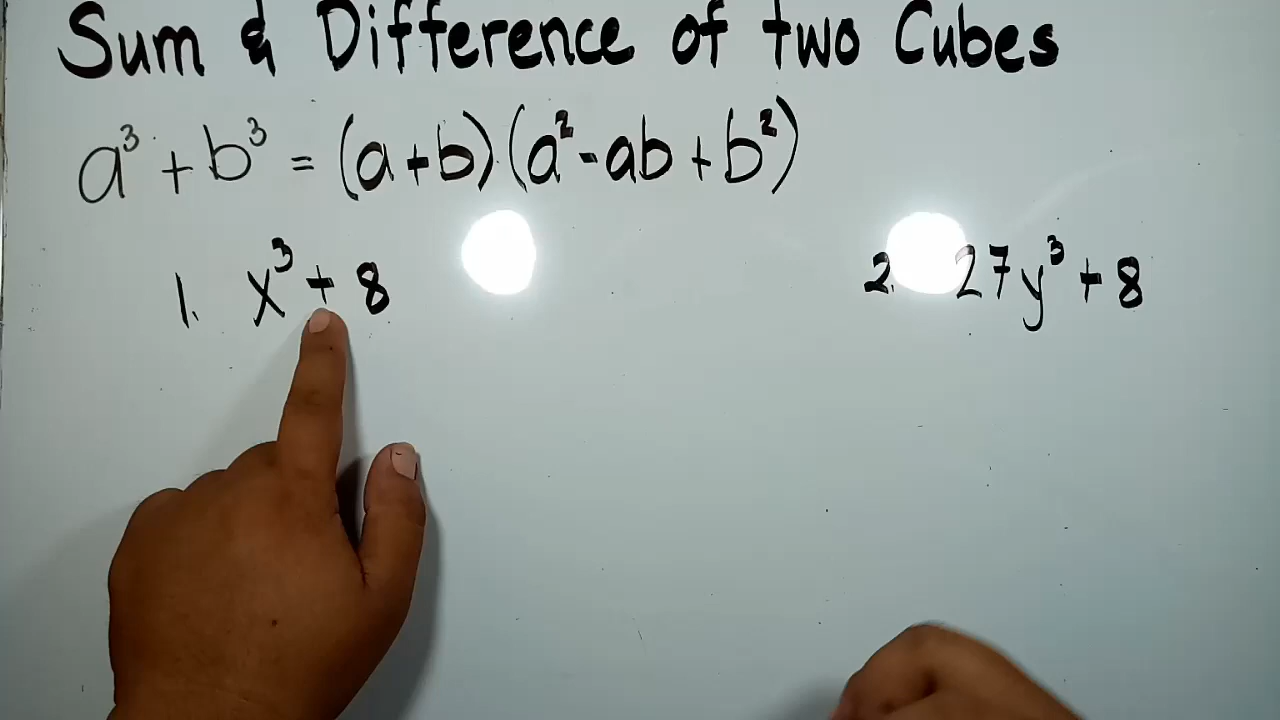 Sum & Difference of two Cubes
a³ + b³ = (a+b)(a²-ab+b²)
1. x³ + 8
2. 27y³ + 8